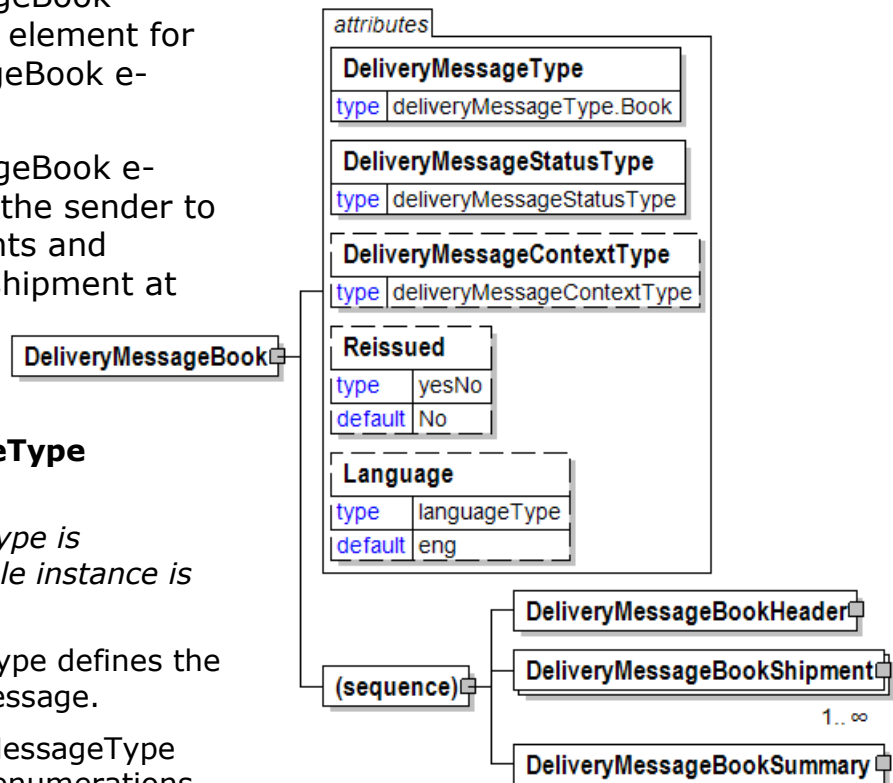 geBook
element for
geBook e-
geBook e-
the sender to
nts and
shipment at
eType
ype is
le instance is
ype defines the
essage.
MessageType
enumerations
attributes
DeliveryMessageType
type deliveryMessageType.Book
DeliveryMessageStatusType
type deliveryMessageStatusType
DeliveryMessageContextType
type deliveryMessageContextType
DeliveryMessageBook
Reissued
type yesNo
default No
Language
type languageType
default eng
(sequence)
DeliveryMessageBookHeader
DeliveryMessageBookShipment
1.. ∞
DeliveryMessageBookSummary